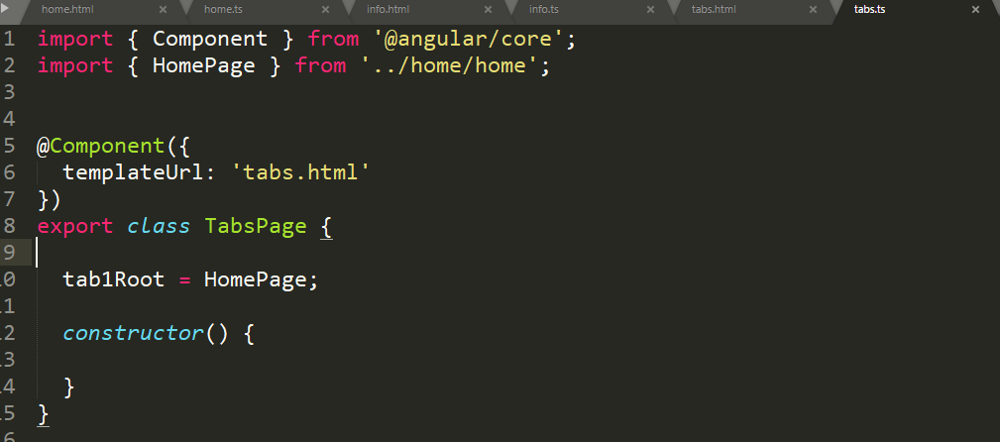 home.html × home.ts × info.html × info.ts × tabs.html × tabs.ts ×
1 import { Component } from '@angular/core';
2 import { HomePage } from '../home/home';
3
4
5 @Component({
6 templateUrl: 'tabs.html'
7 })
8 export class TabsPage {
9
.0 tab1Root = HomePage;
.1
.2 constructor() {
.3
.4 }
.5 }